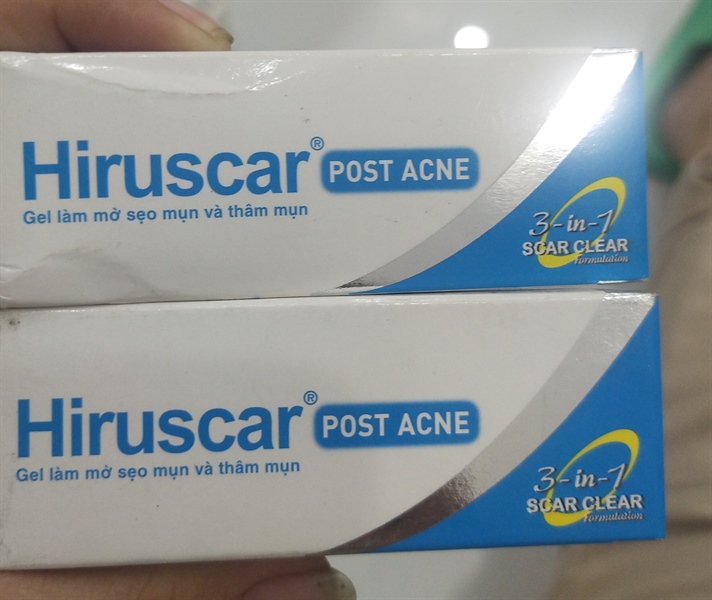 Hiruscar® POST ACNE
Gel làm mờ sẹo mụn và thâm mụn
3-in-1
SCAR CLEAR
formulation
Hiruscar® POST ACNE
Gel làm mờ sẹo mụn và thâm mụn
3-in-1
SCAR CLEAR
formulation